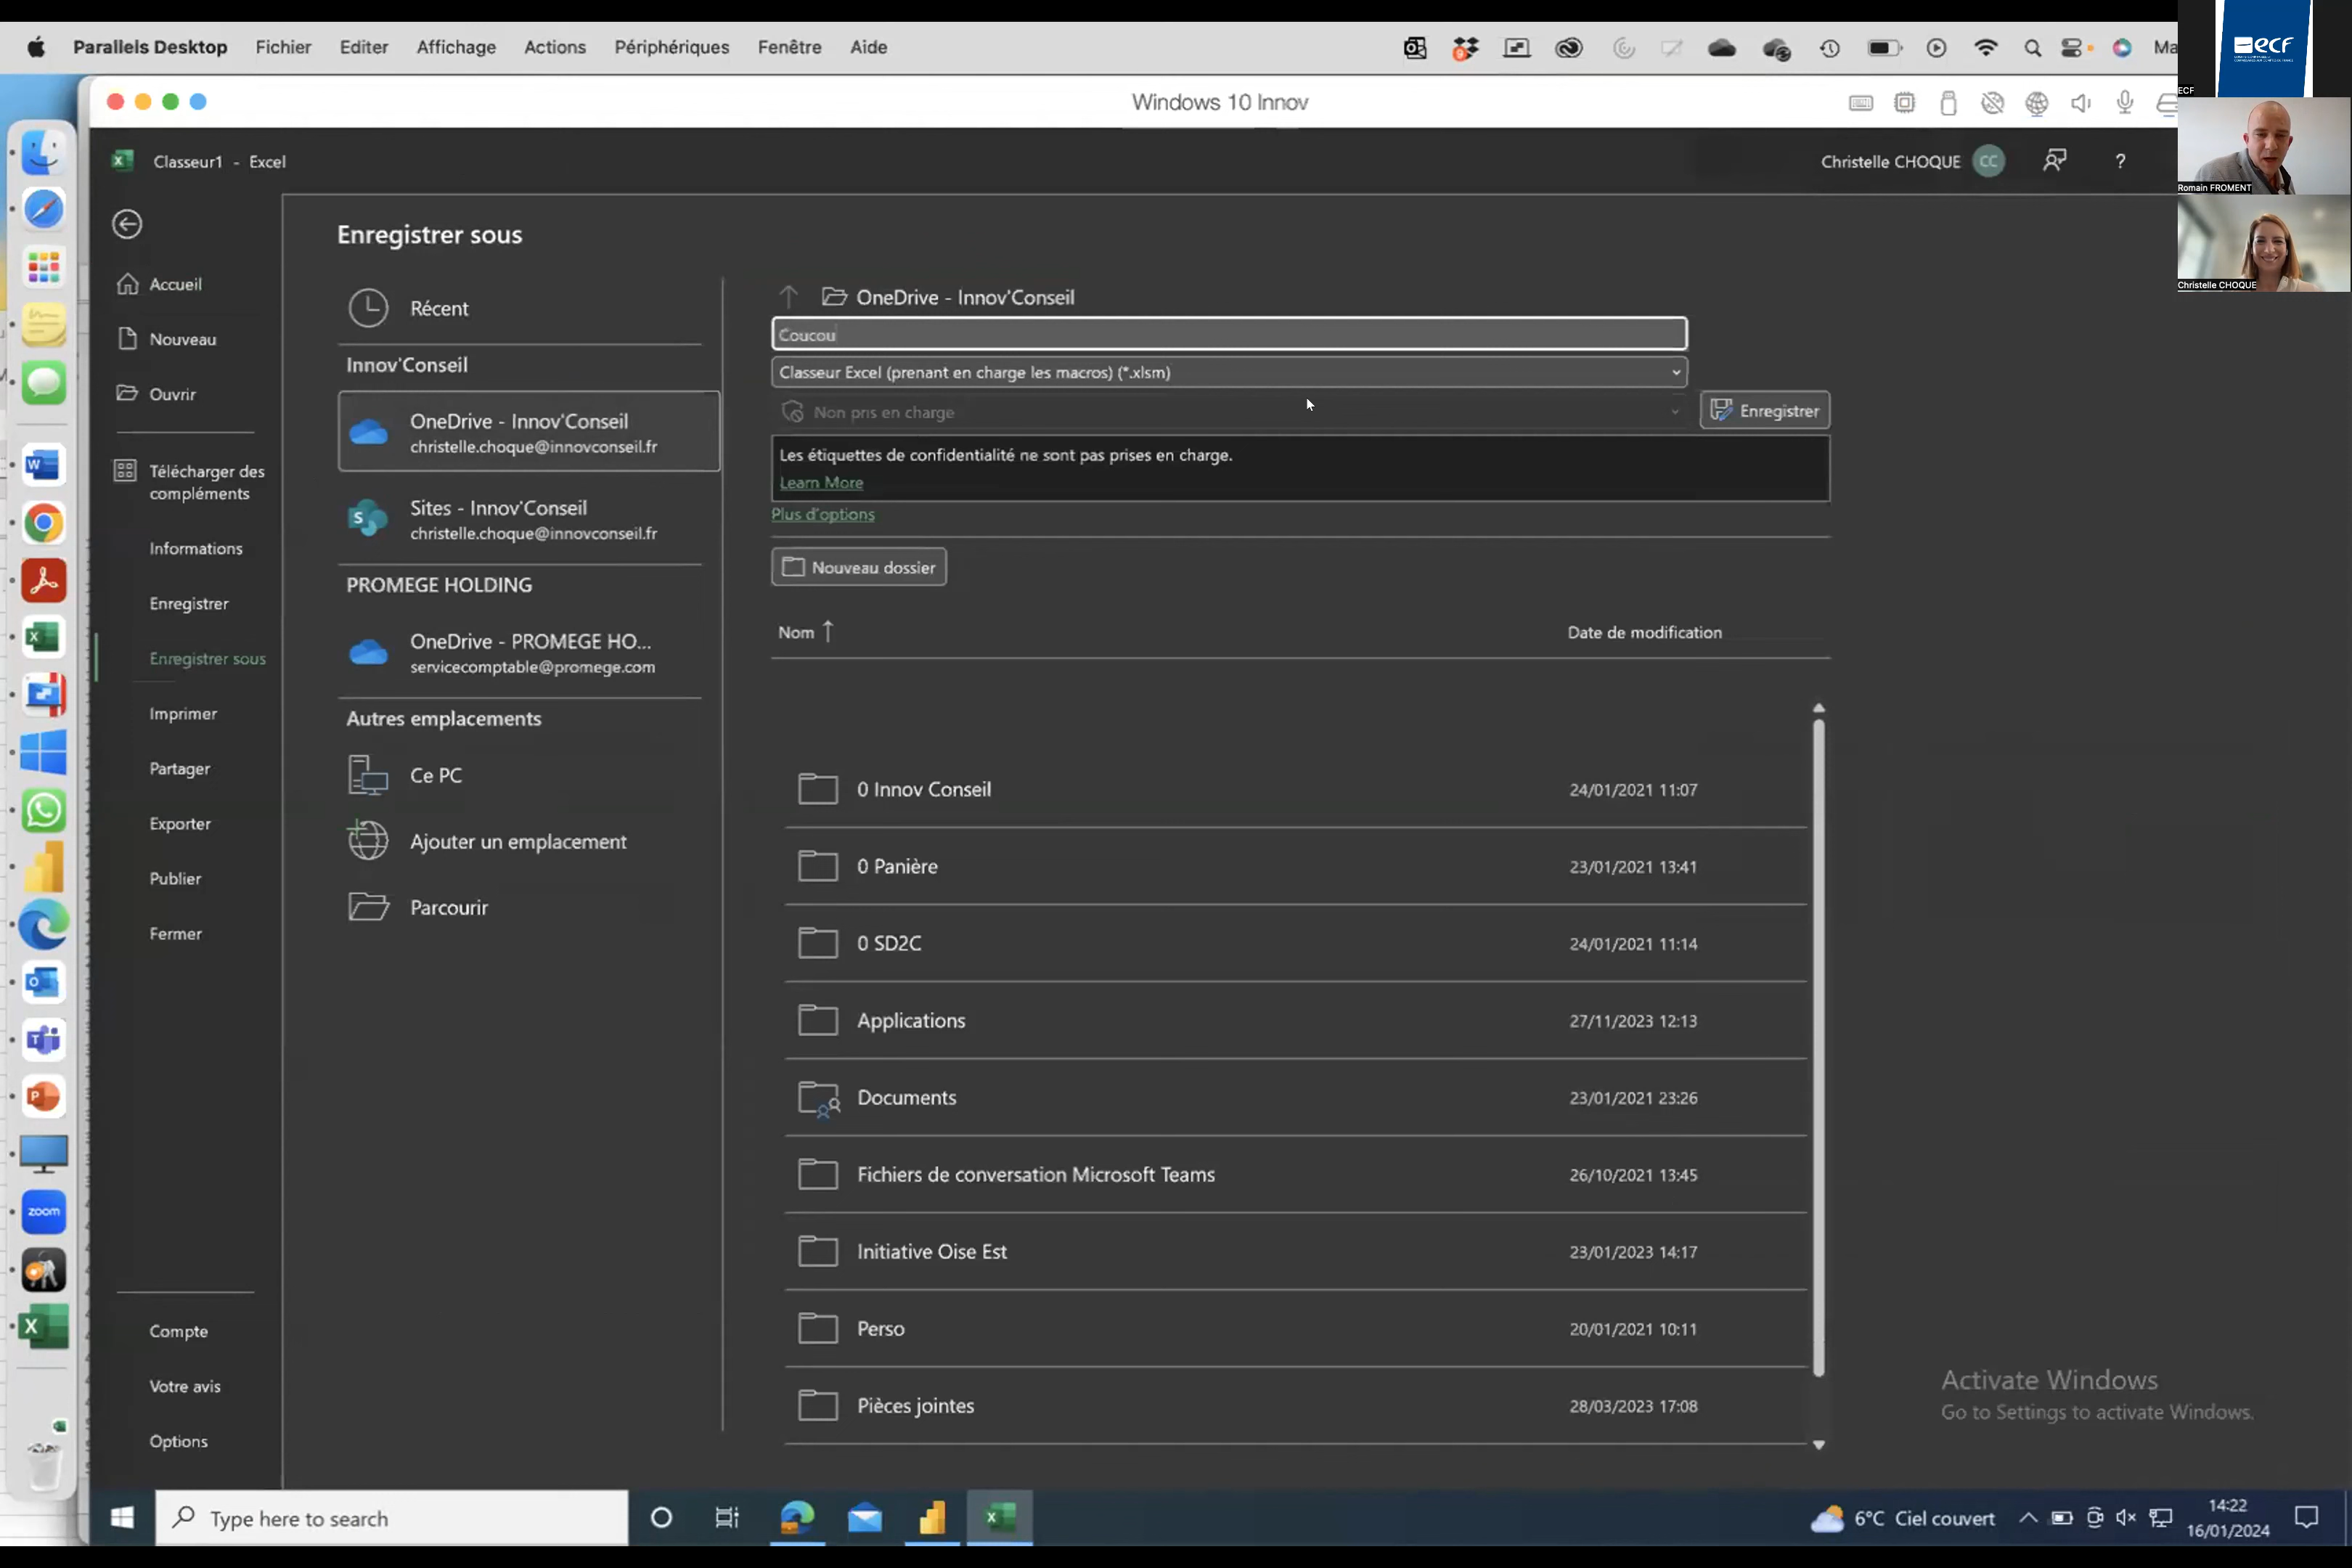 Parallels Desktop Fichier Editer Affichage Actions Périphériques Fenêtre Aide
ecf
ECF
Windows 10 Innov
Romain FROMENT
Christelle CHOQUE
Classeur1 - Excel
Christelle CHOQUE CC ?
Accueil
Nouveau
Ouvrir
Télécharger des
compléments
Informations
Enregistrer
Enregistrer sous
Imprimer
Partager
Exporter
Publier
Fermer
Compte
Votre avis
Options
Enregistrer sous
Récent
Innov'Conseil
OneDrive - Innov'Conseil
christelle.choque@innovconseil.fr
Sites - Innov'Conseil
christelle.choque@innovconseil.fr
PROMEGE HOLDING
OneDrive - PROMEGE HO...
servicecomptable@promege.com
Autres emplacements
Ce PC
Ajouter un emplacement
Parcourir
OneDrive - Innov'Conseil
Coucou
Classeur Excel (prenant en charge les macros) (*.xlsm)
Non pris en charge
Enregistrer
Les étiquettes de confidentialité ne sont pas prises en charge.
Learn More
Plus d'options
Nouveau dossier
Nom Date de modification
0 Innov Conseil 24/01/2021 11:07
0 Panière 23/01/2021 13:41
0 SD2C 24/01/2021 11:14
Applications 27/11/2023 12:13
Documents 23/01/2021 23:26
Fichiers de conversation Microsoft Teams 26/10/2021 13:45
Initiative Oise Est 23/01/2023 14:17
Perso 20/01/2021 10:11
Pièces jointes 28/03/2023 17:08
zoom
Activate Windows
Go to Settings to activate Windows.
Type here to search
6°C Ciel couvert
14:22
16/01/2024